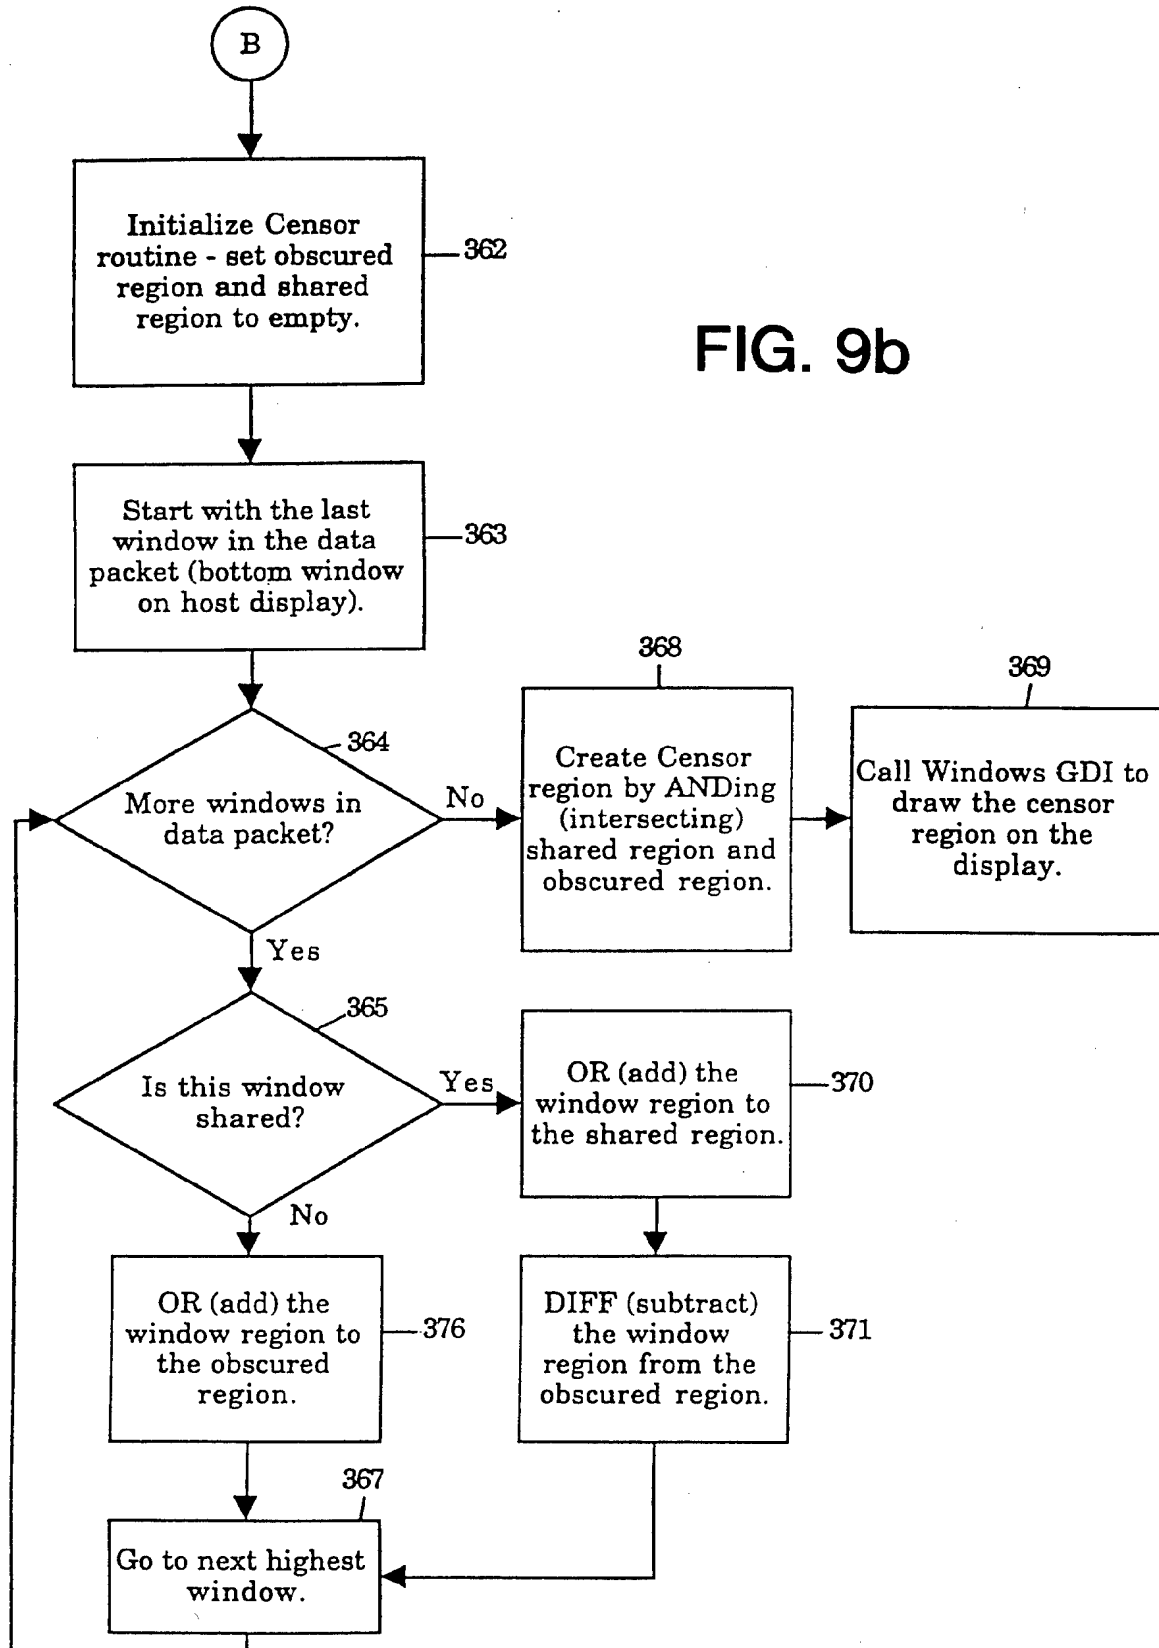 B
Initialize Censor
routine - set obscured
region and shared
region to empty.
362
FIG. 9b
Start with the last
window in the data
packet (bottom window
on host display).
363
364
More windows in
data packet?
No
368
Create Censor
region by ANDing
(intersecting)
shared region and
obscured region.
369
Call Windows GDI to
draw the censor
region on the
display.
Yes
365
Is this window
shared?
Yes
OR (add) the
window region to
the shared region.
370
No
OR (add) the
window region to
the obscured
region.
376
DIFF (subtract)
the window
region from the
obscured region.
371
367
Go to next highest
window.